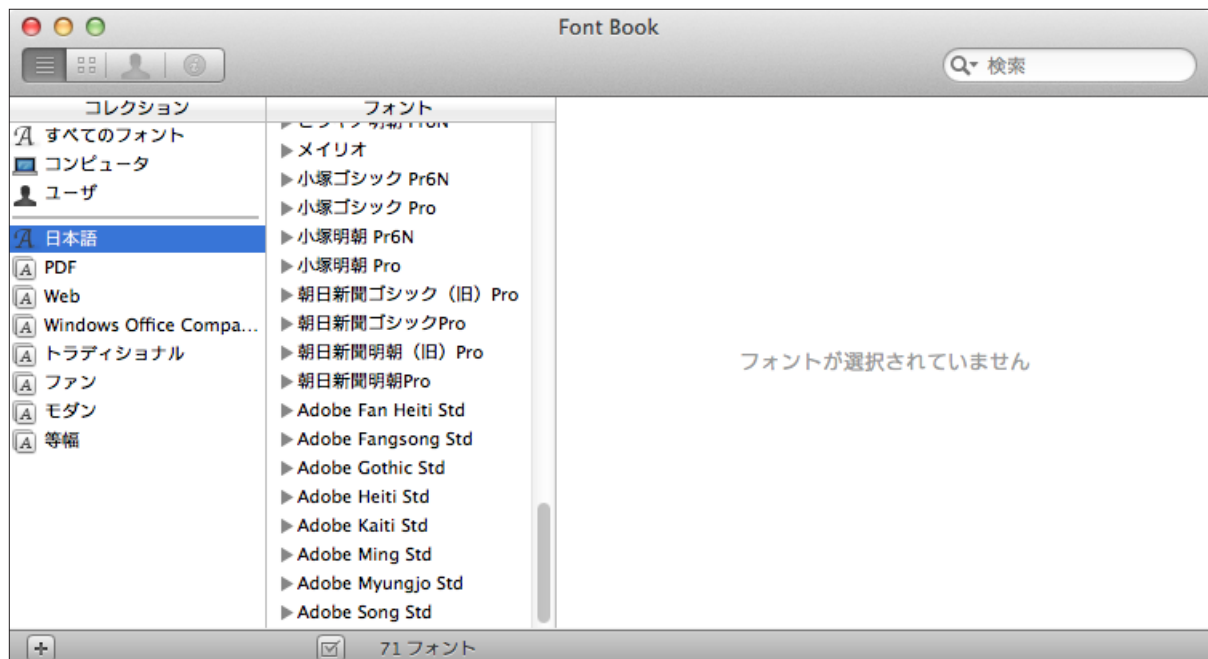 Font Book
検索
コレクション
すべてのフォント
コンピュータ
ユーザ
日本語
PDF
Web
Windows Office Compa...
トラディショナル
ファン
モダン
等幅
フォント
メイリオ
小塚ゴシック Pr6N
小塚ゴシック Pro
小塚明朝 Pr6N
小塚明朝 Pro
朝日新聞ゴシック（旧）Pro
朝日新聞ゴシックPro
朝日新聞明朝（旧）Pro
朝日新聞明朝Pro
Adobe Fan Heiti Std
Adobe Fangsong Std
Adobe Gothic Std
Adobe Heiti Std
Adobe Kaiti Std
Adobe Ming Std
Adobe Myungjo Std
Adobe Song Std
フォントが選択されていません
71 フォント